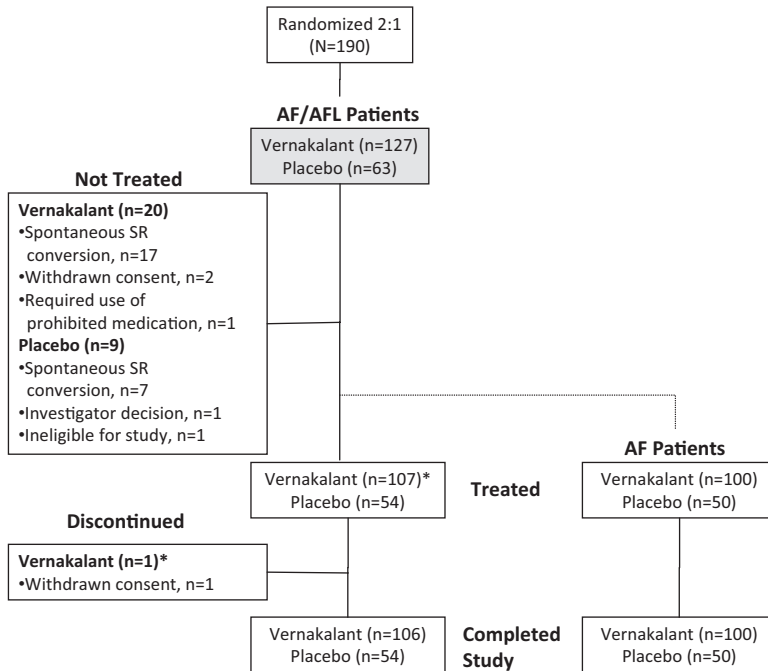 Randomized 2:1
(N=190)
AF/AFL Patients
Vernakalant (n=127)
Placebo (n=63)
Not Treated
Vernakalant (n=20)
•Spontaneous SR
conversion, n=17
•Withdrawn consent, n=2
•Required use of
prohibited medication, n=1
Placebo (n=9)
•Spontaneous SR
conversion, n=7
•Investigator decision, n=1
•Ineligible for study, n=1
AF Patients
Vernakalant (n=107)*
Placebo (n=54)
Treated
Vernakalant (n=100)
Placebo (n=50)
Discontinued
Vernakalant (n=1)*
•Withdrawn consent, n=1
Vernakalant (n=106)
Placebo (n=54)
Completed
Study
Vernakalant (n=100)
Placebo (n=50)